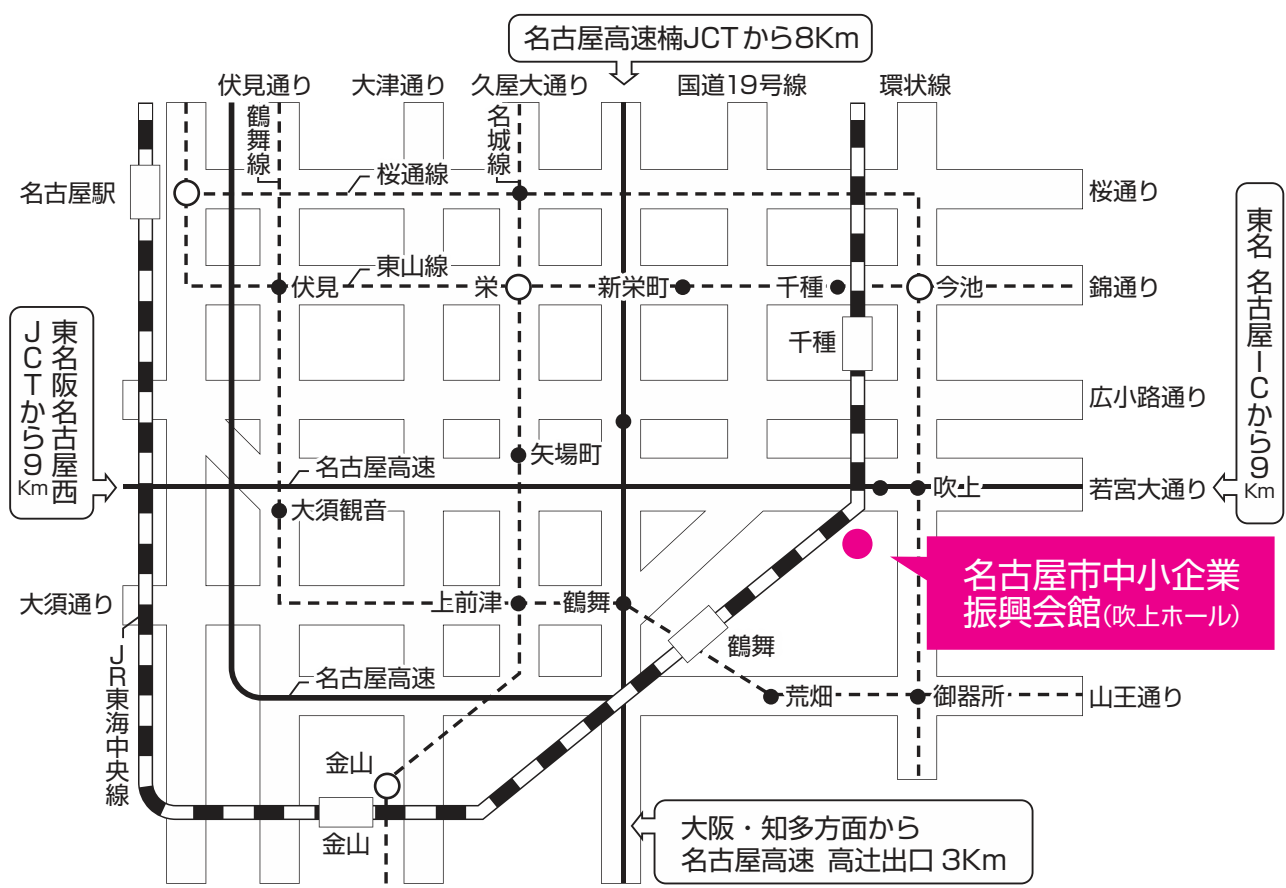 名古屋高速楠JCTから8Km
伏見通り
大津通り
久屋大通り
国道19号線
環状線
鶴舞線
名城線
名古屋駅
桜通線
桜通り
東山線
伏見
栄
新栄町
千種
今池
錦通り
千種
東名 名古屋ICから9Km
東名阪名古屋西
JCTから9Km
広小路通り
矢場町
名古屋高速
吹上
若宮大通り
大須観音
名古屋市中小企業
振興会館(吹上ホール)
大須通り
上前津
鶴舞
鶴舞
JR東海中央線
名古屋高速
荒畑
御器所
山王通り
金山
金山
大阪・知多方面から
名古屋高速 高辻出口 3Km